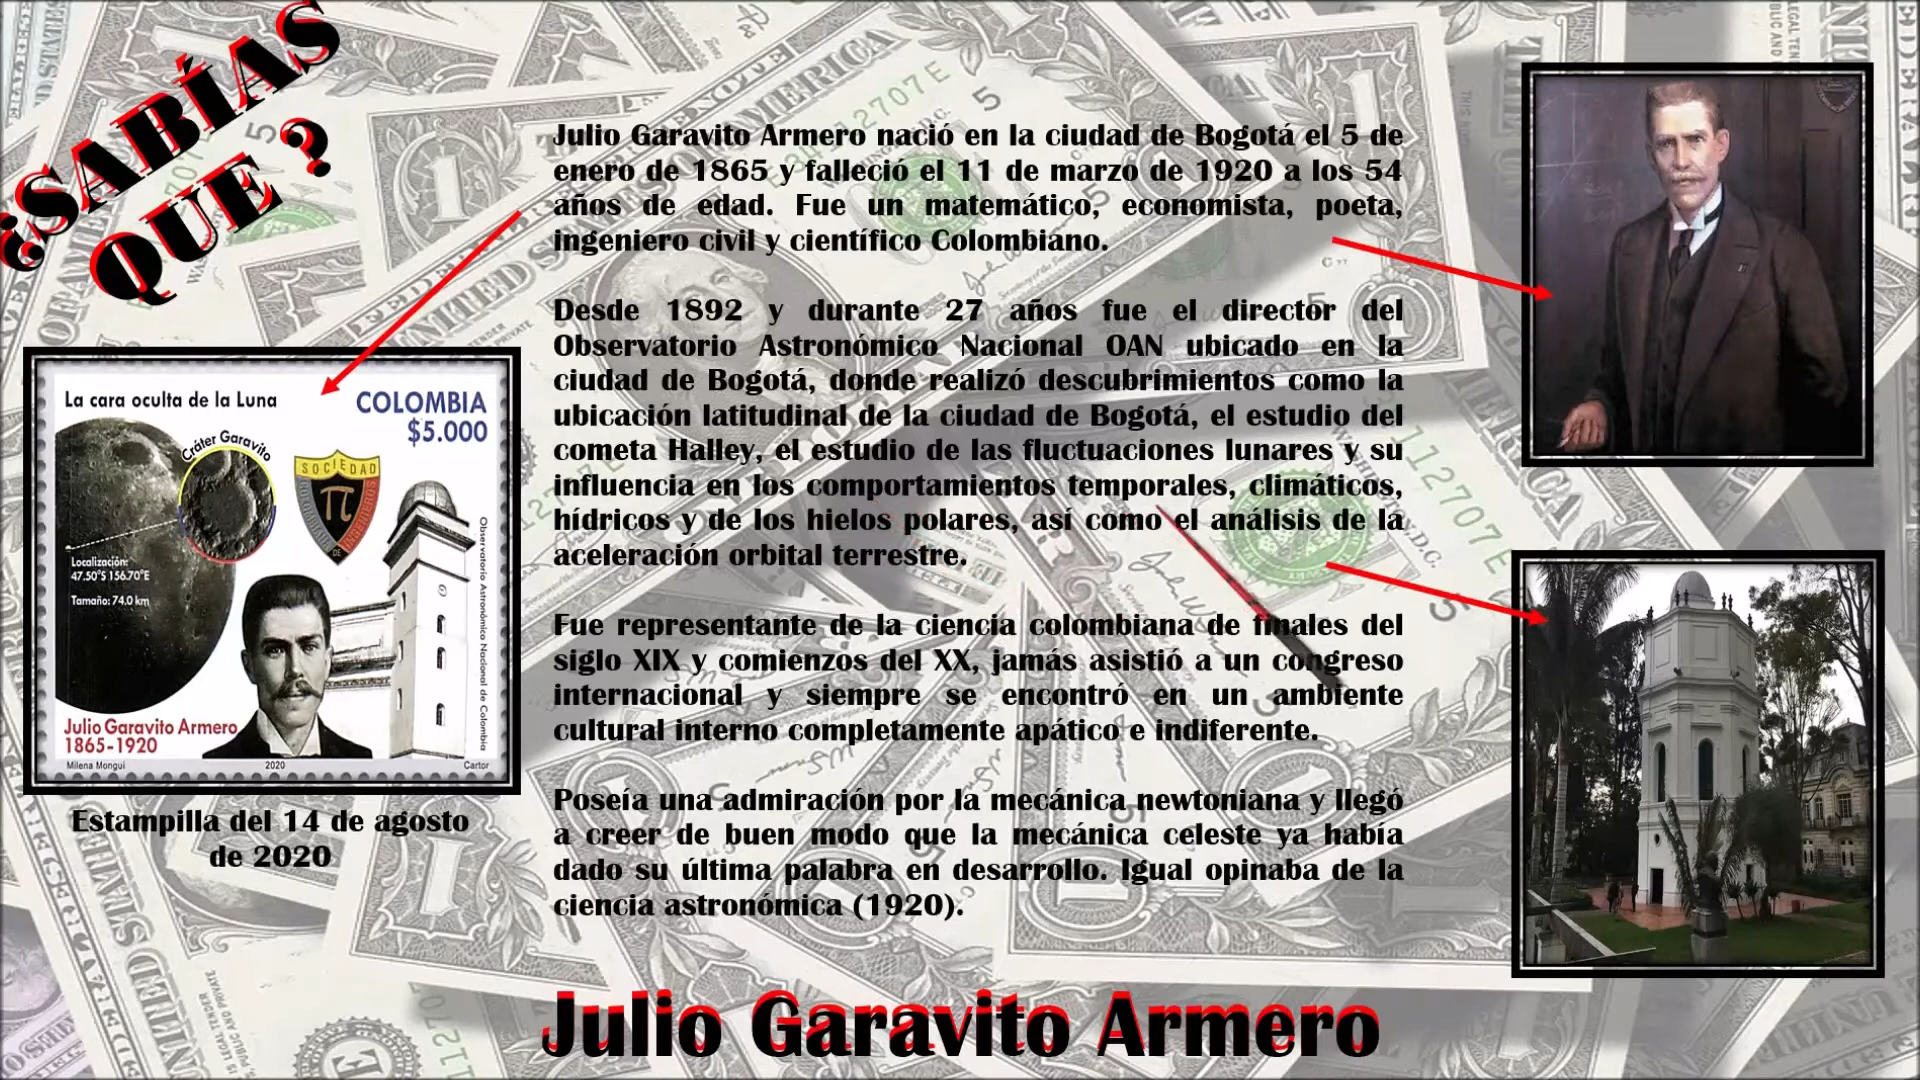 ¿SABÍAS
QUE ?
Julio Garavito Armero nació en la ciudad de Bogotá el 5 de
enero de 1865 y falleció el 11 de marzo de 1920 a los 54
años de edad. Fue un matemático, economista, poeta,
ingeniero civil y científico Colombiano.
Desde 1892 y durante 27 años fue el director del
Observatorio Astronómico Nacional OAN ubicado en la
ciudad de Bogotá, donde realizó descubrimientos como la
ubicación latitudinal de la ciudad de Bogotá, el estudio del
cometa Halley, el estudio de las fluctuaciones lunares y su
influencia en los comportamientos temporales, climáticos,
hídricos y de los hielos polares, así como el análisis de la
aceleración orbital terrestre.
Fue representante de la ciencia colombiana de finales del
siglo XIX y comienzos del XX, jamás asistió a un congreso
internacional y siempre se encontró en un ambiente
cultural interno completamente apático e indiferente.
Poseía una admiración por la mecánica newtoniana y llegó
a creer de buen modo que la mecánica celeste ya había
dado su última palabra en desarrollo. Igual opinaba de la
ciencia astronómica (1920).
La cara oculta de la Luna
COLOMBIA
$5.000
Cráter Garavito
SOCIEDAD
COLOMBIANA
DE
INGENIEROS
π
Localización:
47.50°S 156.70°E
Tamaño: 74.0 km
Observatorio Astronómico Nacional de Colombia
Julio Garavito Armero
1865-1920
Milena Mongui
2020
Cartor
Estampilla del 14 de agosto
de 2020
Julio Garavito Armero